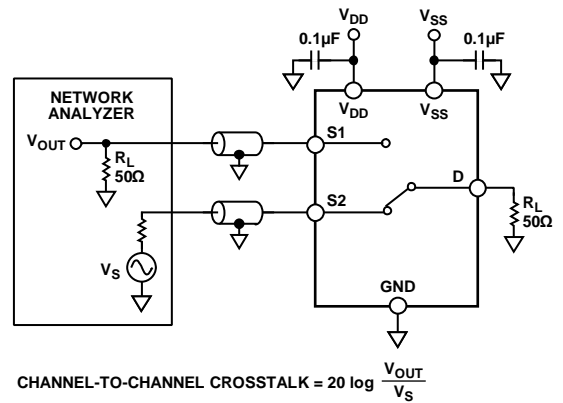 VDD
VSS
0.1µF
0.1µF
VDD
VSS
NETWORK
ANALYZER
VOUT
RL
50Ω
S1
S2
D
RL
50Ω
VS
GND
CHANNEL-TO-CHANNEL CROSSTALK = 20 log VOUT
VS